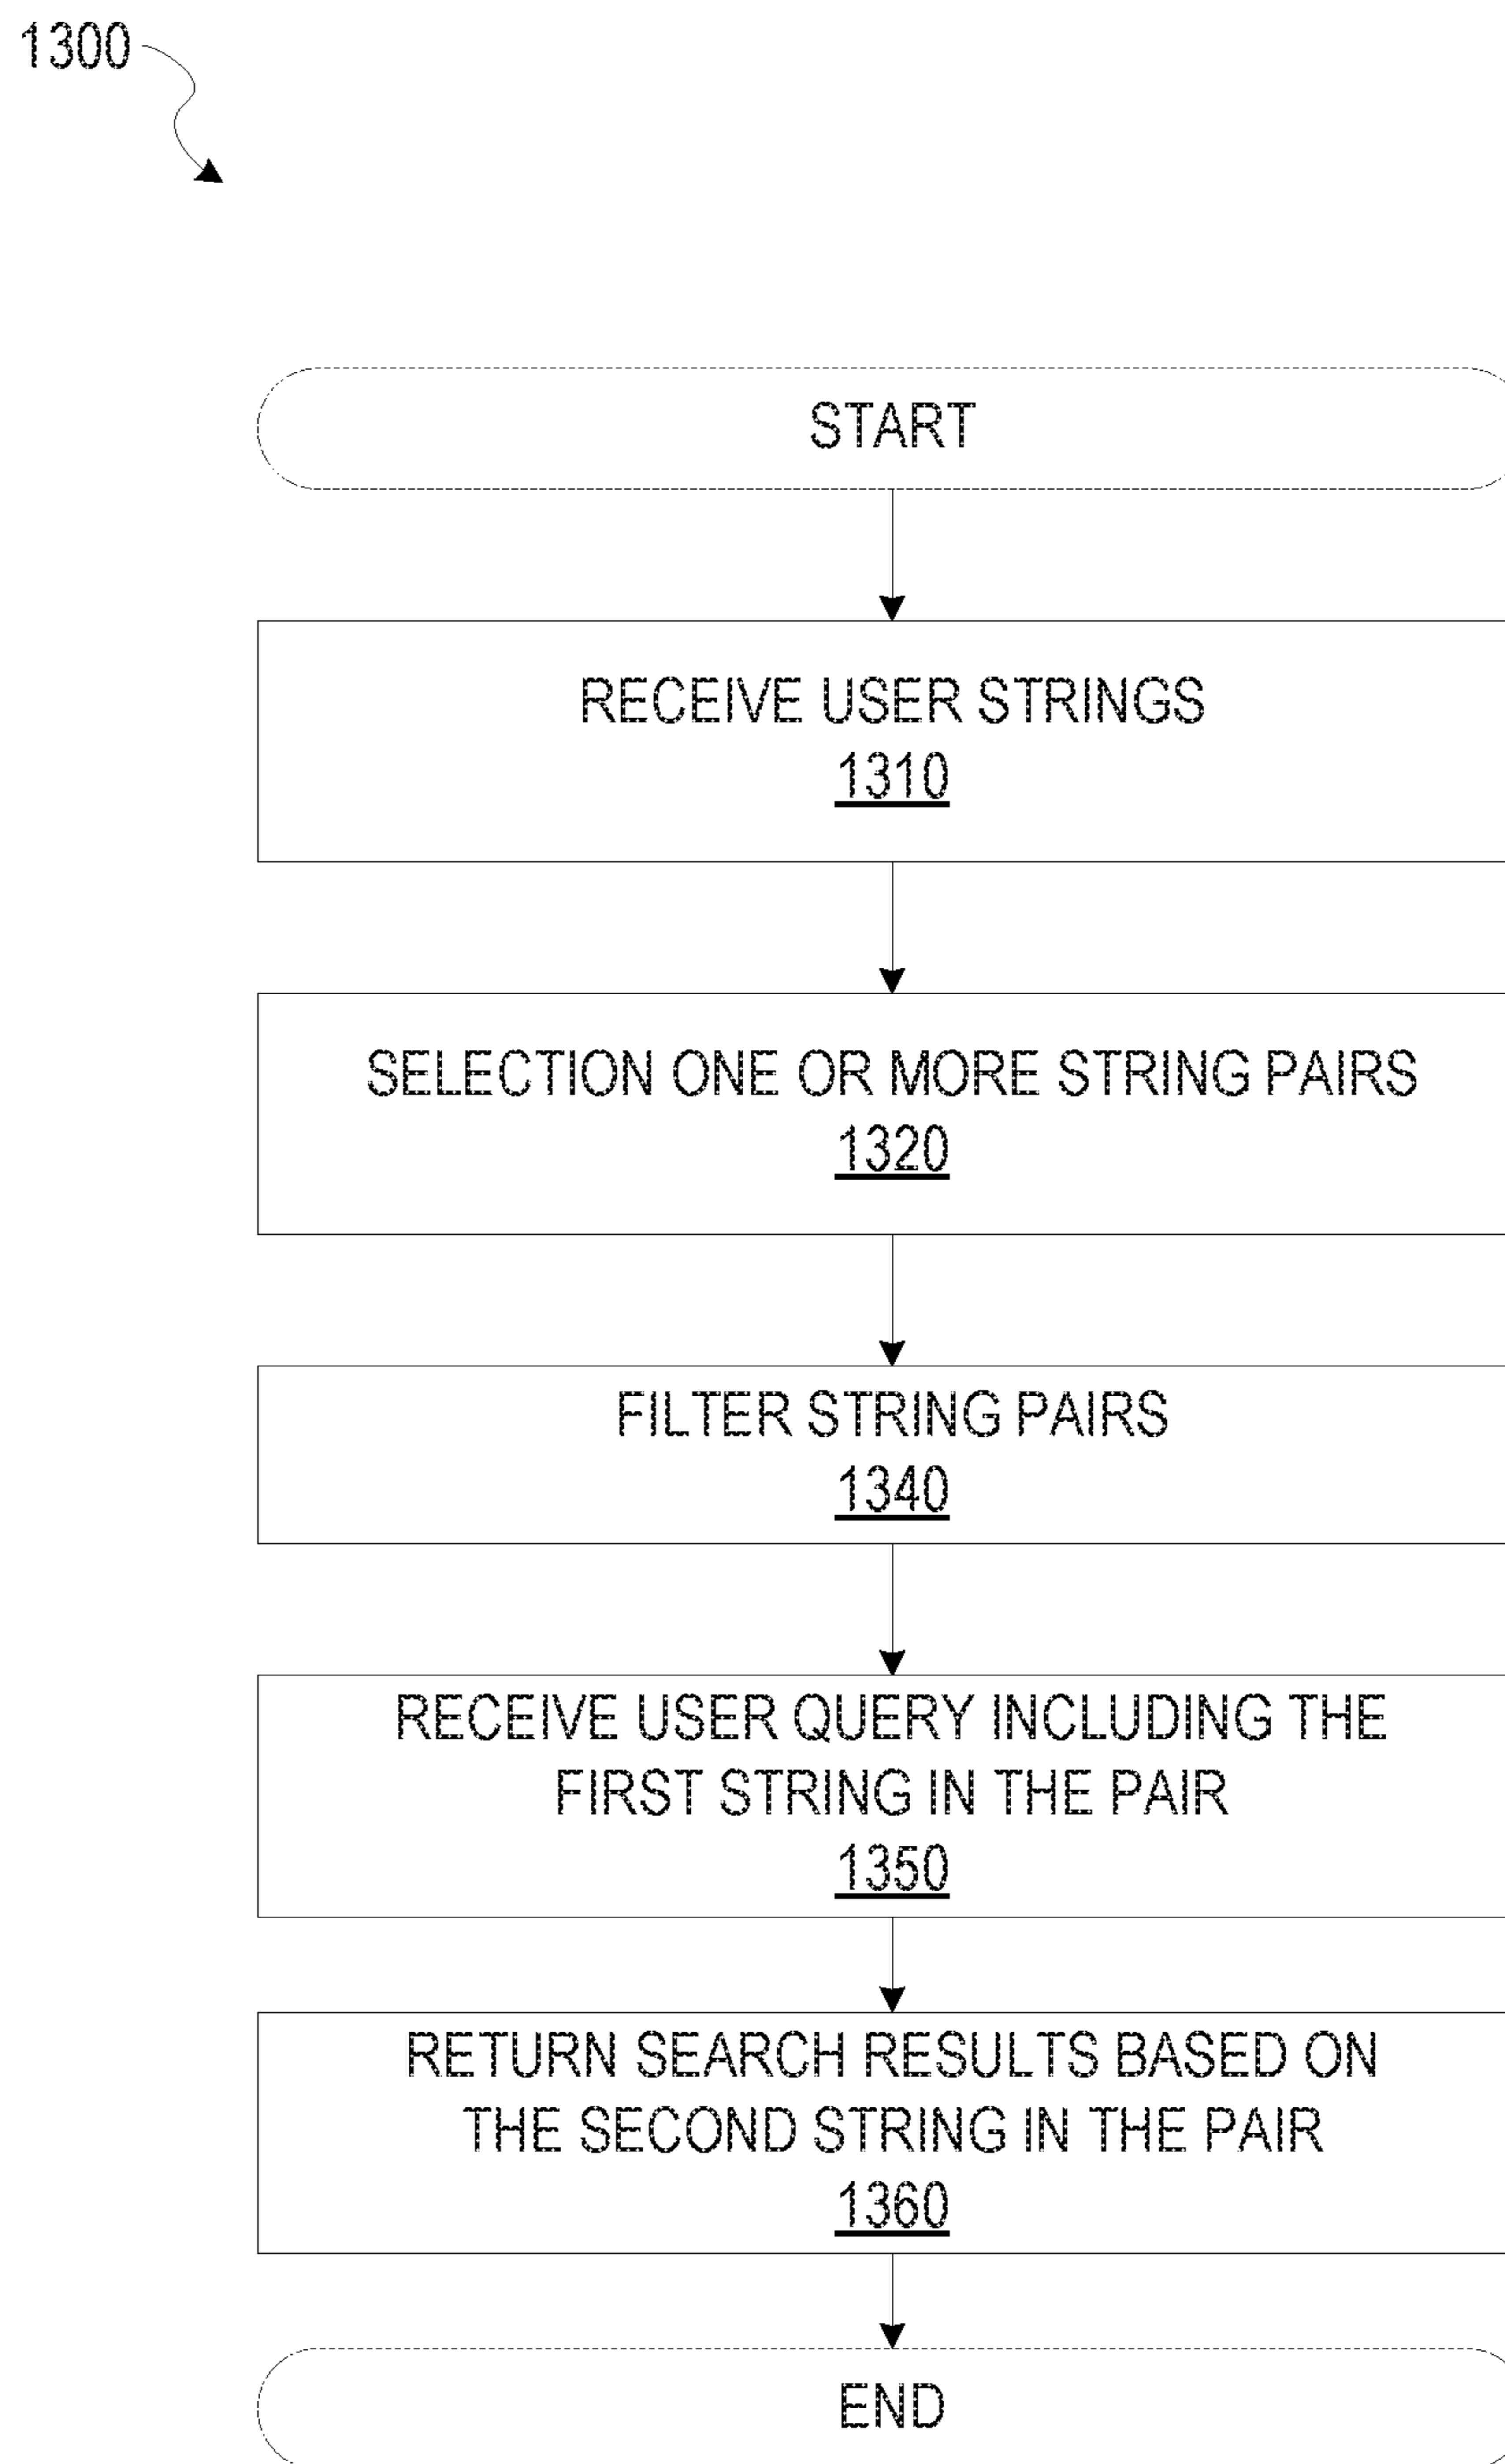 1300
START
RECEIVE USER STRINGS
1310
SELECTION ONE OR MORE STRING PAIRS
1320
FILTER STRING PAIRS
1340
RECEIVE USER QUERY INCLUDING THE
FIRST STRING IN THE PAIR
1350
RETURN SEARCH RESULTS BASED ON
THE SECOND STRING IN THE PAIR
1360
END